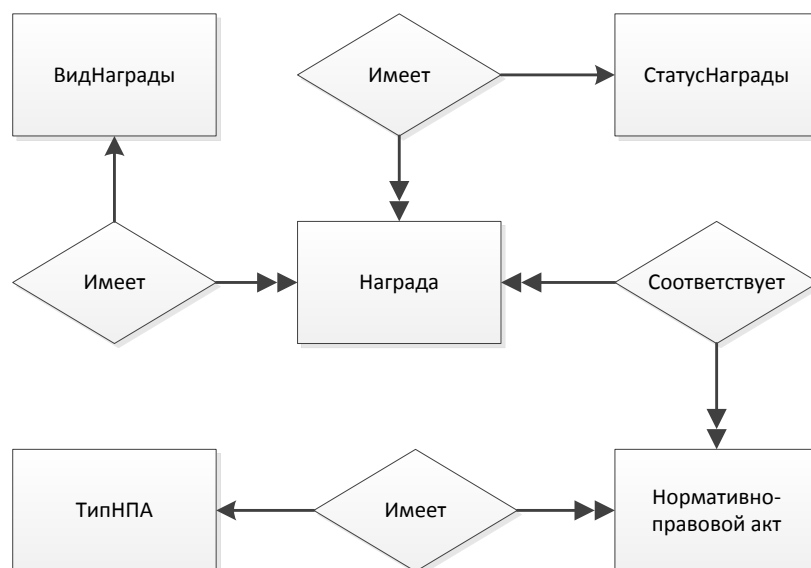 ВидНаграды
Имеет
СтатусНаграды
Имеет
Награда
Соответствует
ТипНПА
Имеет
Нормативно-
правовой акт